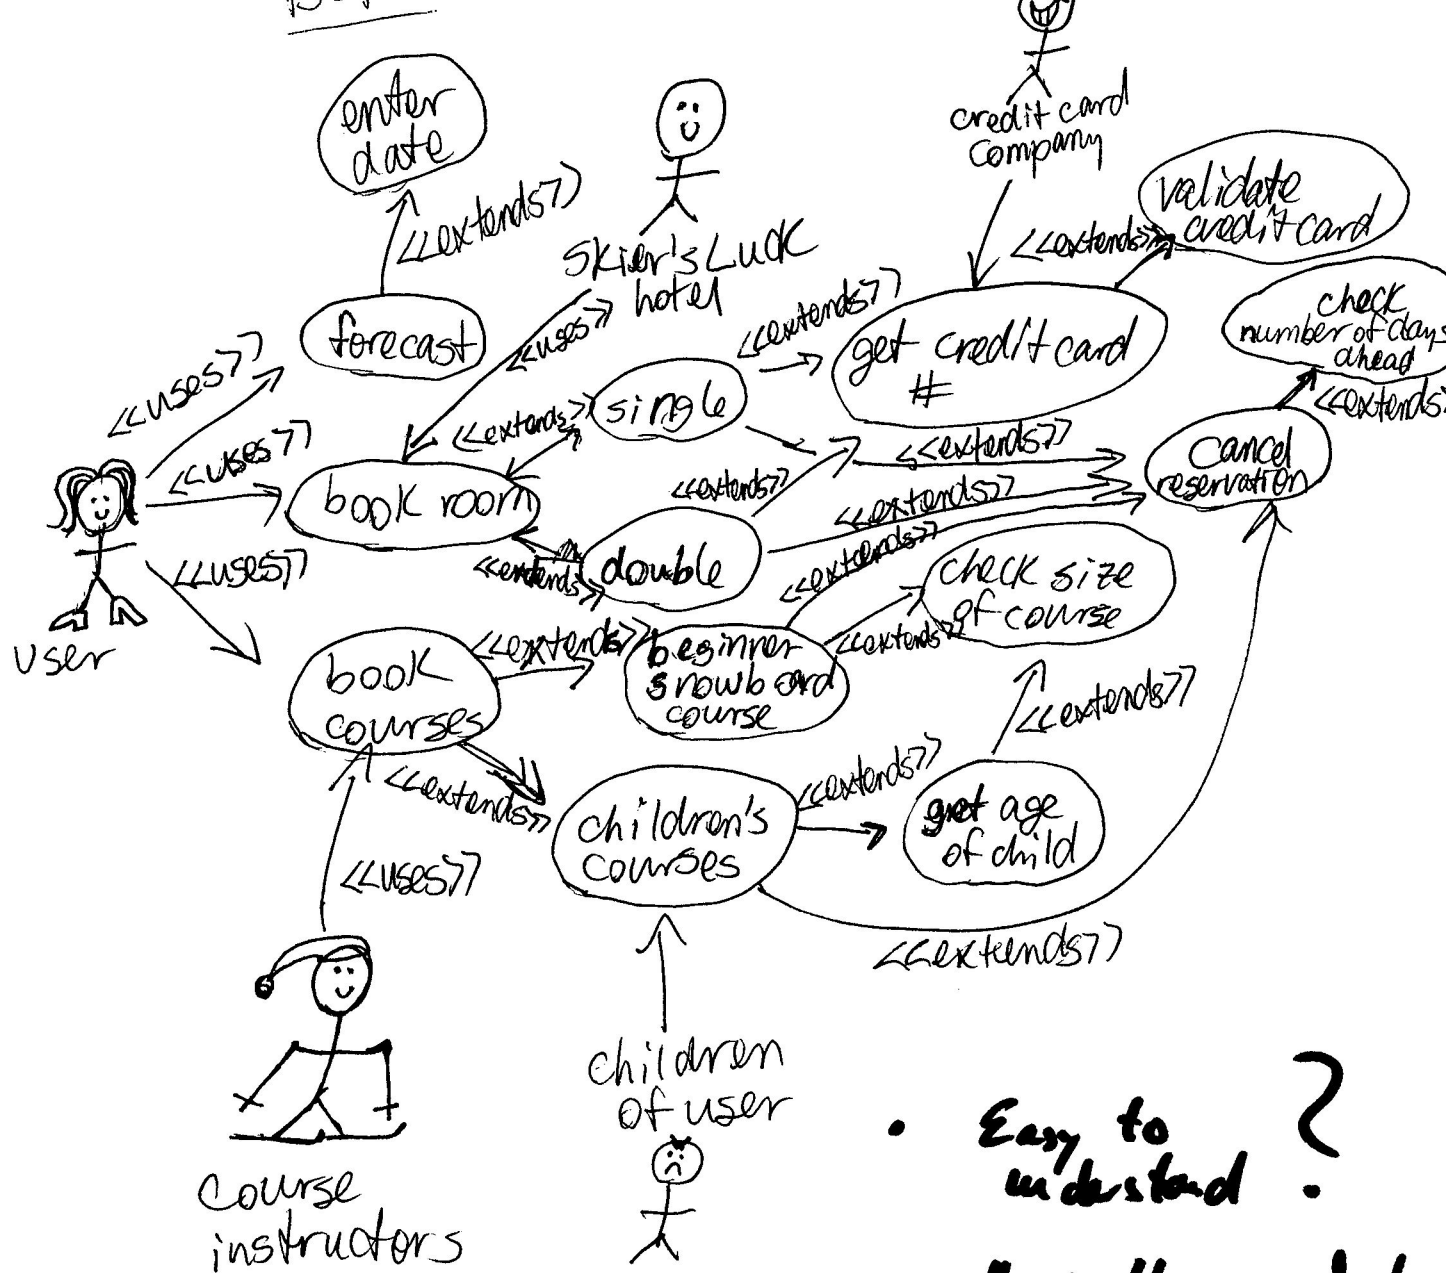 enter
date
<<extends>>
forecast
<<uses>>
<<uses>>
<<uses>>
user
Skier's Luck
hotel
<<uses>>
credit card
company
validate
credit card
<<extends>>
get credit card
#
<<extends>>
single
<<extends>>
book room
<<extends>>
double
<<extends>>
<<extends>>
<<extends>>
<<extends>>
cancel
reservation
check
number of days
ahead
<<extends>>
check size
of course
<<extends>>
beginner
snowboard
course
<<extends>>
book
courses
<<extends>>
children's
courses
<<extends>>
get age
of child
<<extends>>
<<extends>>
<<uses>>
course
instructors
children
of user
• Easy to
understand ?